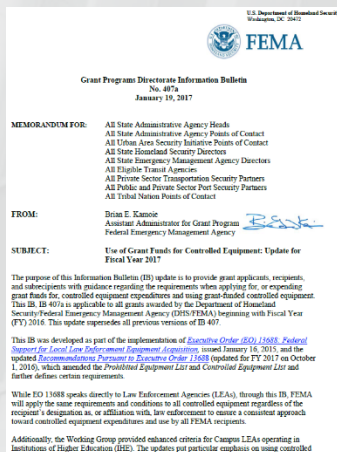 U.S. Department of Homeland Security
Washington, DC 20472
FEMA
Grant Programs Directorate Information Bulletin
No. 407a
January 19, 2017
MEMORANDUM FOR: All State Administrative Agency Heads
All State Administrative Agency Points of Contact
All Urban Area Security Initiative Points of Contact
All State Homeland Security Directors
All State Emergency Management Agency Directors
All Eligible Transit Agencies
All Private Sector Transportation Security Partners
All Public and Private Sector Port Security Partners
All Tribal Nation Points of Contact
FROM: Brian E. Kamoie
Assistant Administrator for Grant Program
Federal Emergency Management Agency
SUBJECT: Use of Grant Funds for Controlled Equipment: Update for
Fiscal Year 2017
The purpose of this Information Bulletin (IB) update is to provide grant applicants, recipients,
and subrecipients with guidance regarding the requirements when applying for, or expending
grant funds for, controlled equipment expenditures and using grant-funded controlled equipment.
This IB, IB 407a is applicable to all grants awarded by the Department of Homeland
Security/Federal Emergency Management Agency (DHS/FEMA) beginning with Fiscal Year
(FY) 2016. This update supersedes all previous versions of IB 407.
This IB was developed as part of the implementation of Executive Order (EO) 13688, Federal
Support for Local Law Enforcement Equipment Acquisition, issued January 16, 2015, and the
updated Recommendations Pursuant to Executive Order 13688 (updated for FY 2017 on October
1, 2016), which amended the Prohibited Equipment List and Controlled Equipment List and
further defines certain requirements.
While EO 13688 speaks directly to Law Enforcement Agencies (LEAs), through this IB, FEMA
will apply the same requirements and conditions to all controlled equipment regardless of the
recipient's designation as, or affiliation with, law enforcement to ensure a consistent approach
toward controlled equipment expenditures and use by all FEMA recipients.
Additionally, the Working Group provided enhanced criteria for Campus LEAs operating in
Institutions of Higher Education (IHE). The updates put particular emphasis on using controlled